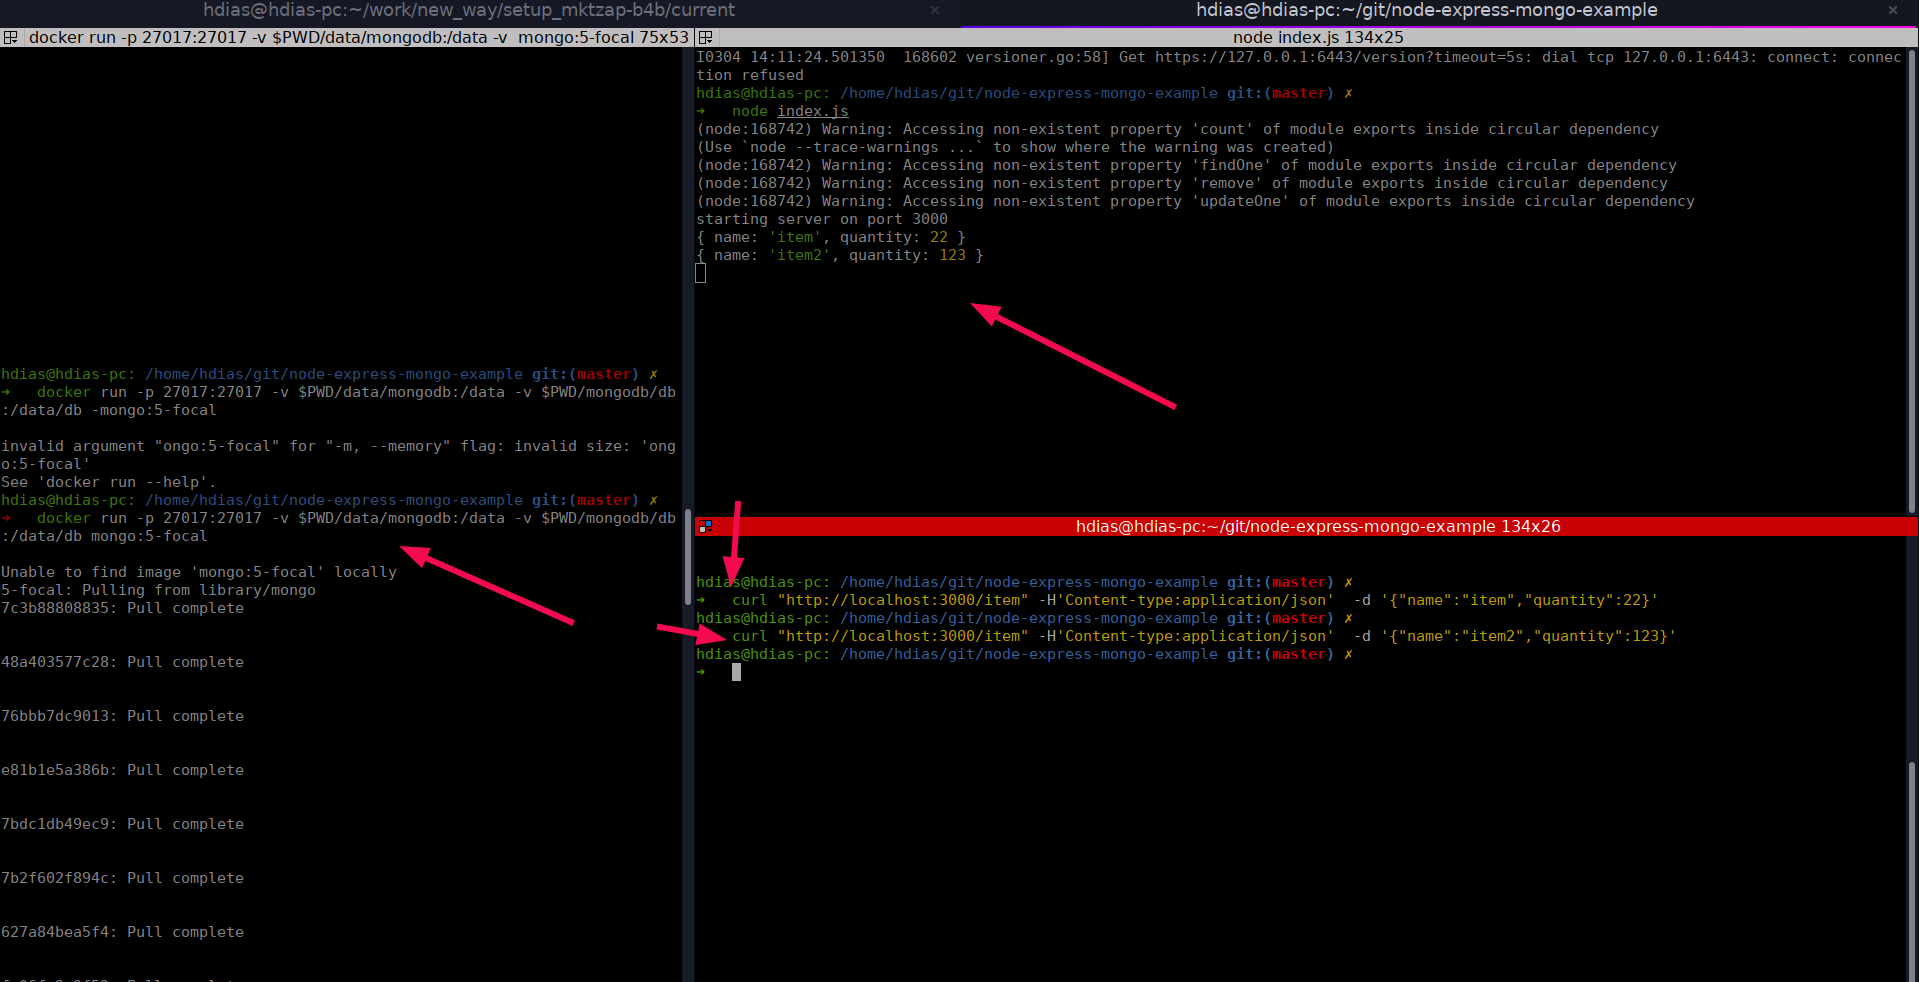 hdias@hdias-pc:~/work/new_way/setup_mktzap-b4b/current ×
hdias@hdias-pc:~/git/node-express-mongo-example ×
docker run -p 27017:27017 -v $PWD/data/mongodb:/data -v  mongo:5-focal 75x53
hdias@hdias-pc: /home/hdias/git/node-express-mongo-example git:(master) ✗
➜   docker run -p 27017:27017 -v $PWD/data/mongodb:/data -v $PWD/mongodb/db
:/data/db -mongo:5-focal
invalid argument "ongo:5-focal" for "-m, --memory" flag: invalid size: 'ong
o:5-focal'
See 'docker run --help'.
hdias@hdias-pc: /home/hdias/git/node-express-mongo-example git:(master) ✗
➜   docker run -p 27017:27017 -v $PWD/data/mongodb:/data -v $PWD/mongodb/db
:/data/db mongo:5-focal
Unable to find image 'mongo:5-focal' locally
5-focal: Pulling from library/mongo
7c3b88808835: Pull complete
48a403577c28: Pull complete
76bbb7dc9013: Pull complete
e81b1e5a386b: Pull complete
7bdc1db49ec9: Pull complete
7b2f602f894c: Pull complete
627a84bea5f4: Pull complete
node index.js 134x25
I0304 14:11:24.501350  168602 versioner.go:58] Get https://127.0.0.1:6443/version?timeout=5s: dial tcp 127.0.0.1:6443: connect: connec
tion refused
hdias@hdias-pc: /home/hdias/git/node-express-mongo-example git:(master) ✗
➜   node index.js
(node:168742) Warning: Accessing non-existent property 'count' of module exports inside circular dependency
(Use `node --trace-warnings ...` to show where the warning was created)
(node:168742) Warning: Accessing non-existent property 'findOne' of module exports inside circular dependency
(node:168742) Warning: Accessing non-existent property 'remove' of module exports inside circular dependency
(node:168742) Warning: Accessing non-existent property 'updateOne' of module exports inside circular dependency
starting server on port 3000
{ name: 'item', quantity: 22 }
{ name: 'item2', quantity: 123 }
hdias@hdias-pc:~/git/node-express-mongo-example 134x26
hdias@hdias-pc: /home/hdias/git/node-express-mongo-example git:(master) ✗
➜   curl "http://localhost:3000/item" -H'Content-type:application/json'  -d '{"name":"item","quantity":22}'
hdias@hdias-pc: /home/hdias/git/node-express-mongo-example git:(master) ✗
curl "http://localhost:3000/item" -H'Content-type:application/json'  -d '{"name":"item2","quantity":123}'
hdias@hdias-pc: /home/hdias/git/node-express-mongo-example git:(master) ✗
➜